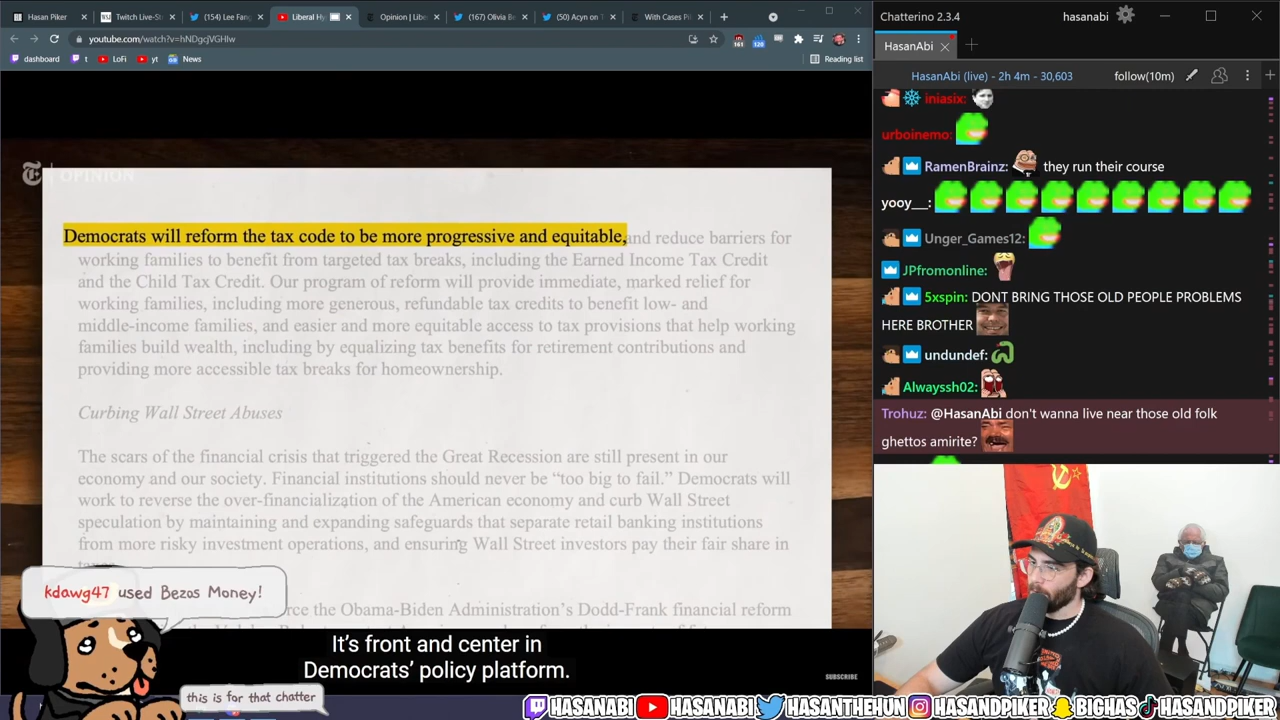 Hasan Piker
Twitch Live-St
(154) Lee Fang
Liberal Hy
Opinion | Libe
(167) Olivia B
(50) Acyn on T
With Cases Pi
youtube.com/watch?v=hNDgcjVGHIw
161
120
dashboard
t
LoFi
yt
News
Reading list
OPINION
Democrats will reform the tax code to be more progressive and equitable, and reduce barriers for
working families to benefit from targeted tax breaks, including the Earned Income Tax Credit
and the Child Tax Credit. Our program of reform will provide immediate, marked relief for
working families, including more generous, refundable tax credits to benefit low- and
middle-income families, and easier and more equitable access to tax provisions that help working
families build wealth, including by equalizing tax benefits for retirement contributions and
providing more accessible tax breaks for homeownership.
Curbing Wall Street Abuses
The scars of the financial crisis that triggered the Great Recession are still present in our
economy and our society. Financial institutions should never be “too big to fail.” Democrats will
work to reverse the over-financialization of the American economy and curb Wall Street
speculation by maintaining and expanding safeguards that separate retail banking institutions
from more risky investment operations, and ensuring Wall Street investors pay their fair share in
the Obama-Biden Administration’s Dodd-Frank financial reform
kdawg47 used Bezos Money!
this is for that chatter
It’s front and center in
Democrats’ policy platform.
SUBSCRIBE
Chatterino 2.3.4
hasanabi
HasanAbi
HasanAbi (live) - 2h 4m - 30,603
follow(10m)
iniasix:
urboinemo:
RamenBrainz: they run their course
yooy__:
Unger_Games12:
JPfromonline:
5xspin: DONT BRING THOSE OLD PEOPLE PROBLEMS
HERE BROTHER
undundef:
Alwayssh02:
Trohuz: @HasanAbi don't wanna live near those old folk
ghettos amirite?
HASANABI HASANABI HASANTHEHUN HASANDPIKER BIGHAS HASANDPIKER